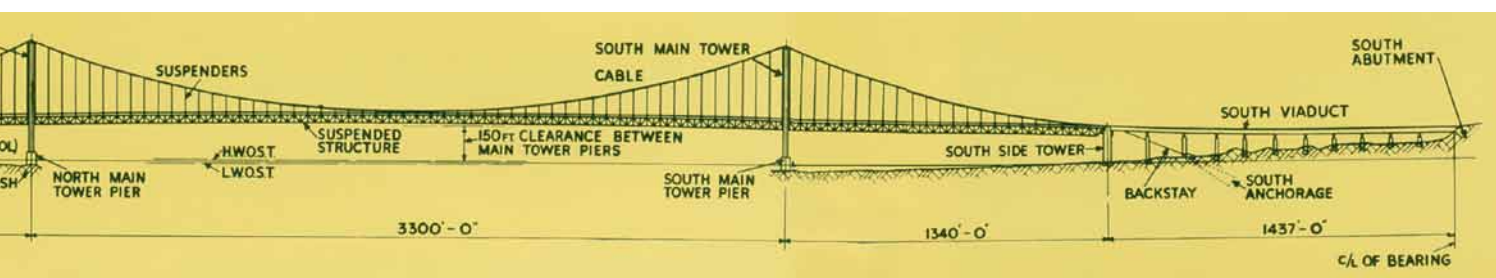 SOUTH MAIN TOWER
CABLE
SOUTH
ABUTMENT
SUSPENDERS
SOUTH VIADUCT
OL)
SUSPENDED
STRUCTURE
150FT CLEARANCE BETWEEN
MAIN TOWER PIERS
H.W.O.S.T.
L.W.O.S.T.
SOUTH SIDE TOWER
SH
NORTH MAIN
TOWER PIER
SOUTH MAIN
TOWER PIER
BACKSTAY
SOUTH
ANCHORAGE
3300'-0"
1340'-0"
1437'-0"
C/L OF BEARING